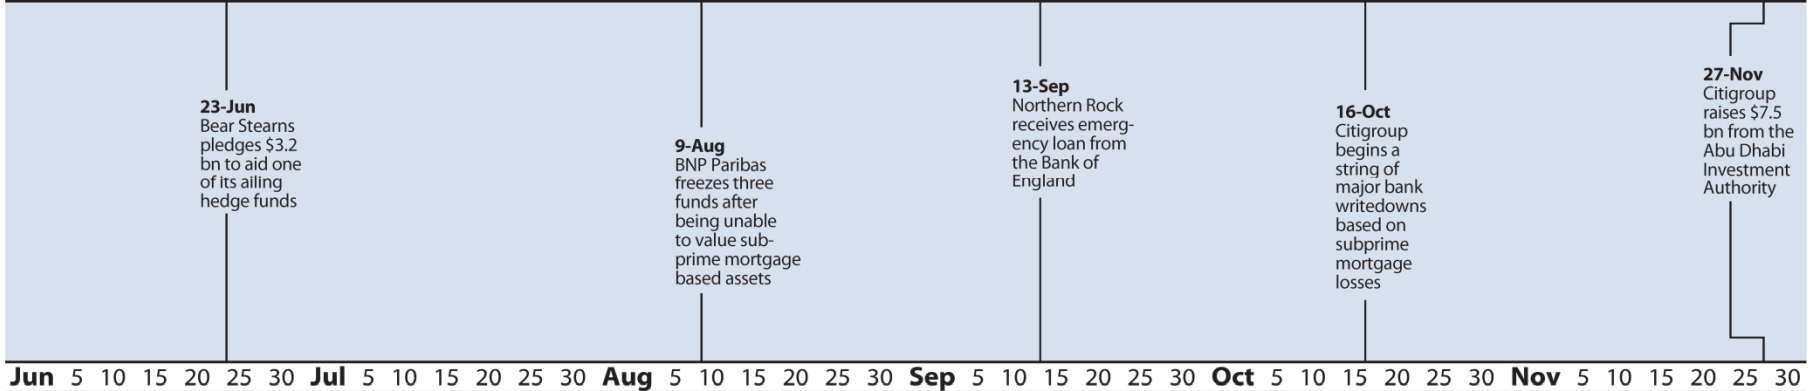 23-Jun
Bear Stearns
pledges $3.2
bn to aid one
of its ailing
hedge funds
9-Aug
BNP Paribas
freezes three
funds after
being unable
to value sub-
prime mortgage
based assets
13-Sep
Northern Rock
receives emerg-
ency loan from
the Bank of
England
16-Oct
Citigroup
begins a
string of
major bank
writedowns
based on
subprime
mortgage
losses
27-Nov
Citigroup
raises $7.5
bn from the
Abu Dhabi
Investment
Authority
Jun 5 10 15 20 25 30 Jul 5 10 15 20 25 30 Aug 5 10 15 20 25 30 Sep 5 10 15 20 25 30 Oct 5 10 15 20 25 30 Nov 5 10 15 20 25 30